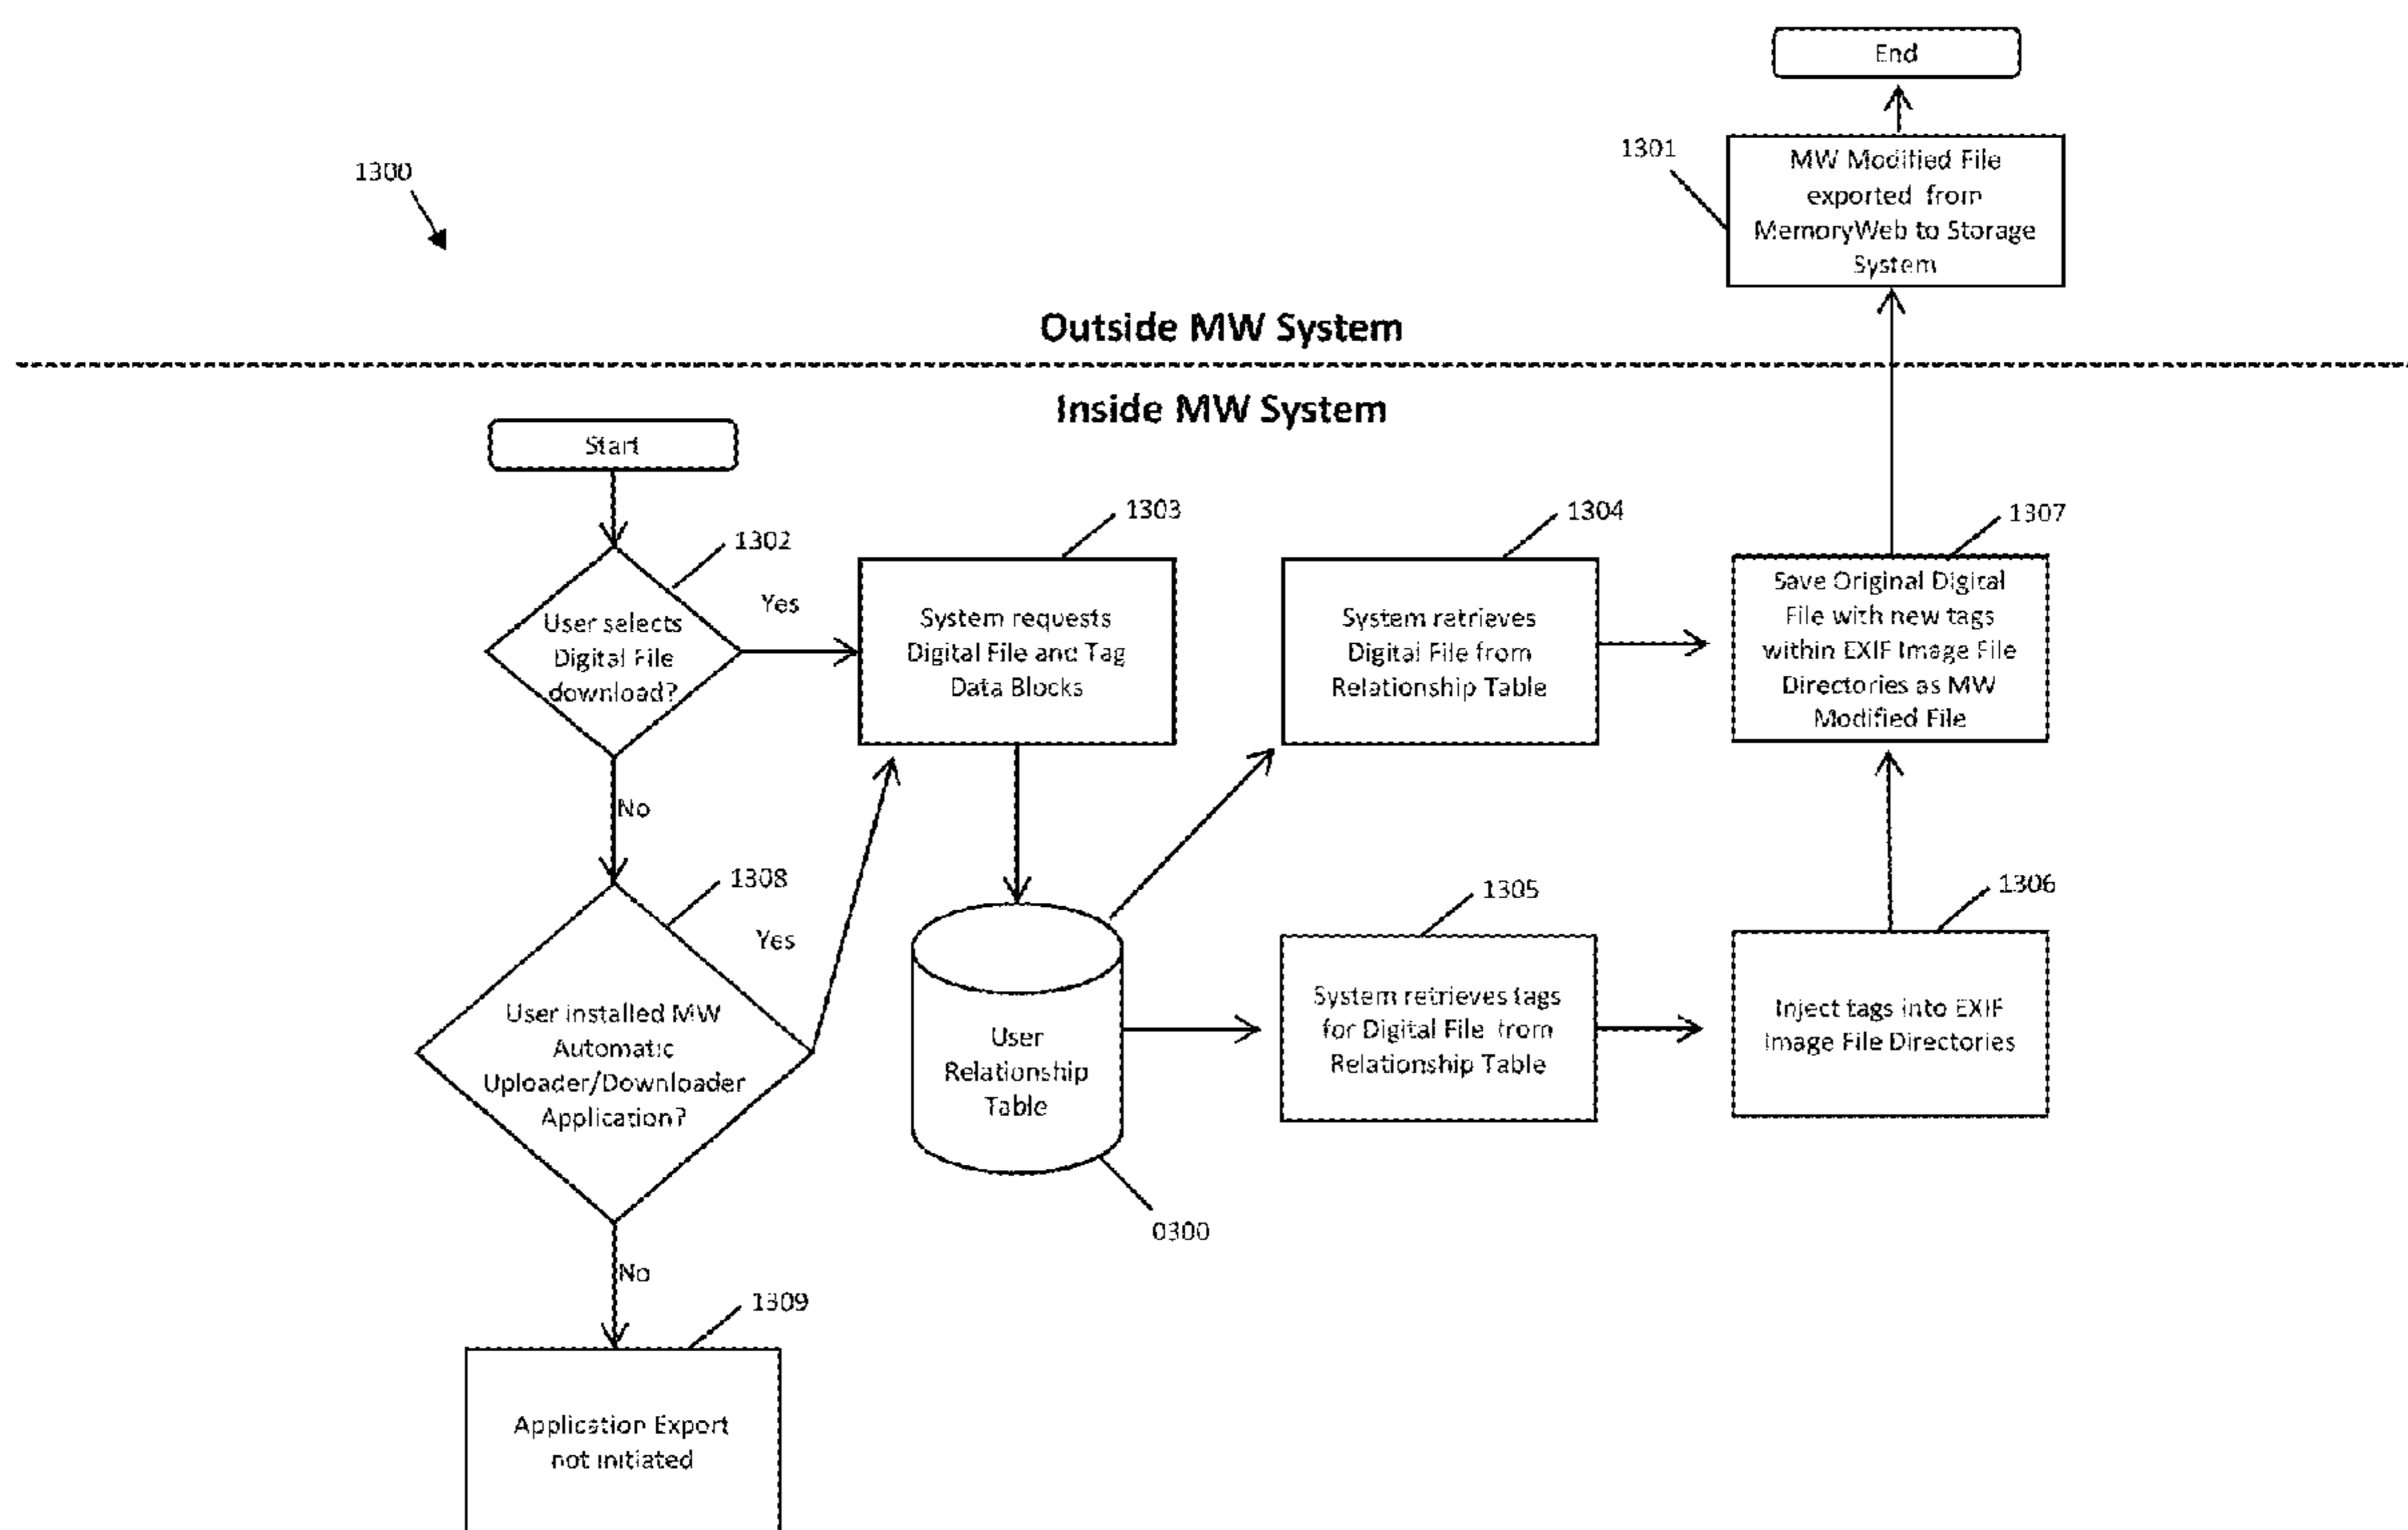 End
1301
MW Modified File
exported from
MemoryWeb to Storage
System
1300
Outside MW System
Inside MW System
Start
1302
User selects
Digital File
download?
Yes
1303
System requests
Digital File and Tag
Data Blocks
1304
System retrieves
Digital File from
Relationship Table
1307
Save Original Digital
File with new tags
within EXIF Image File
Directories as MW
Modified File
No
1308
Yes
User installed MW
Automatic
Uploader/Downloader
Application?
User
Relationship
Table
0300
1305
System retrieves tags
for Digital File from
Relationship Table
1306
Inject tags into EXIF
Image File Directories
No
1309
Application Export
not initiated